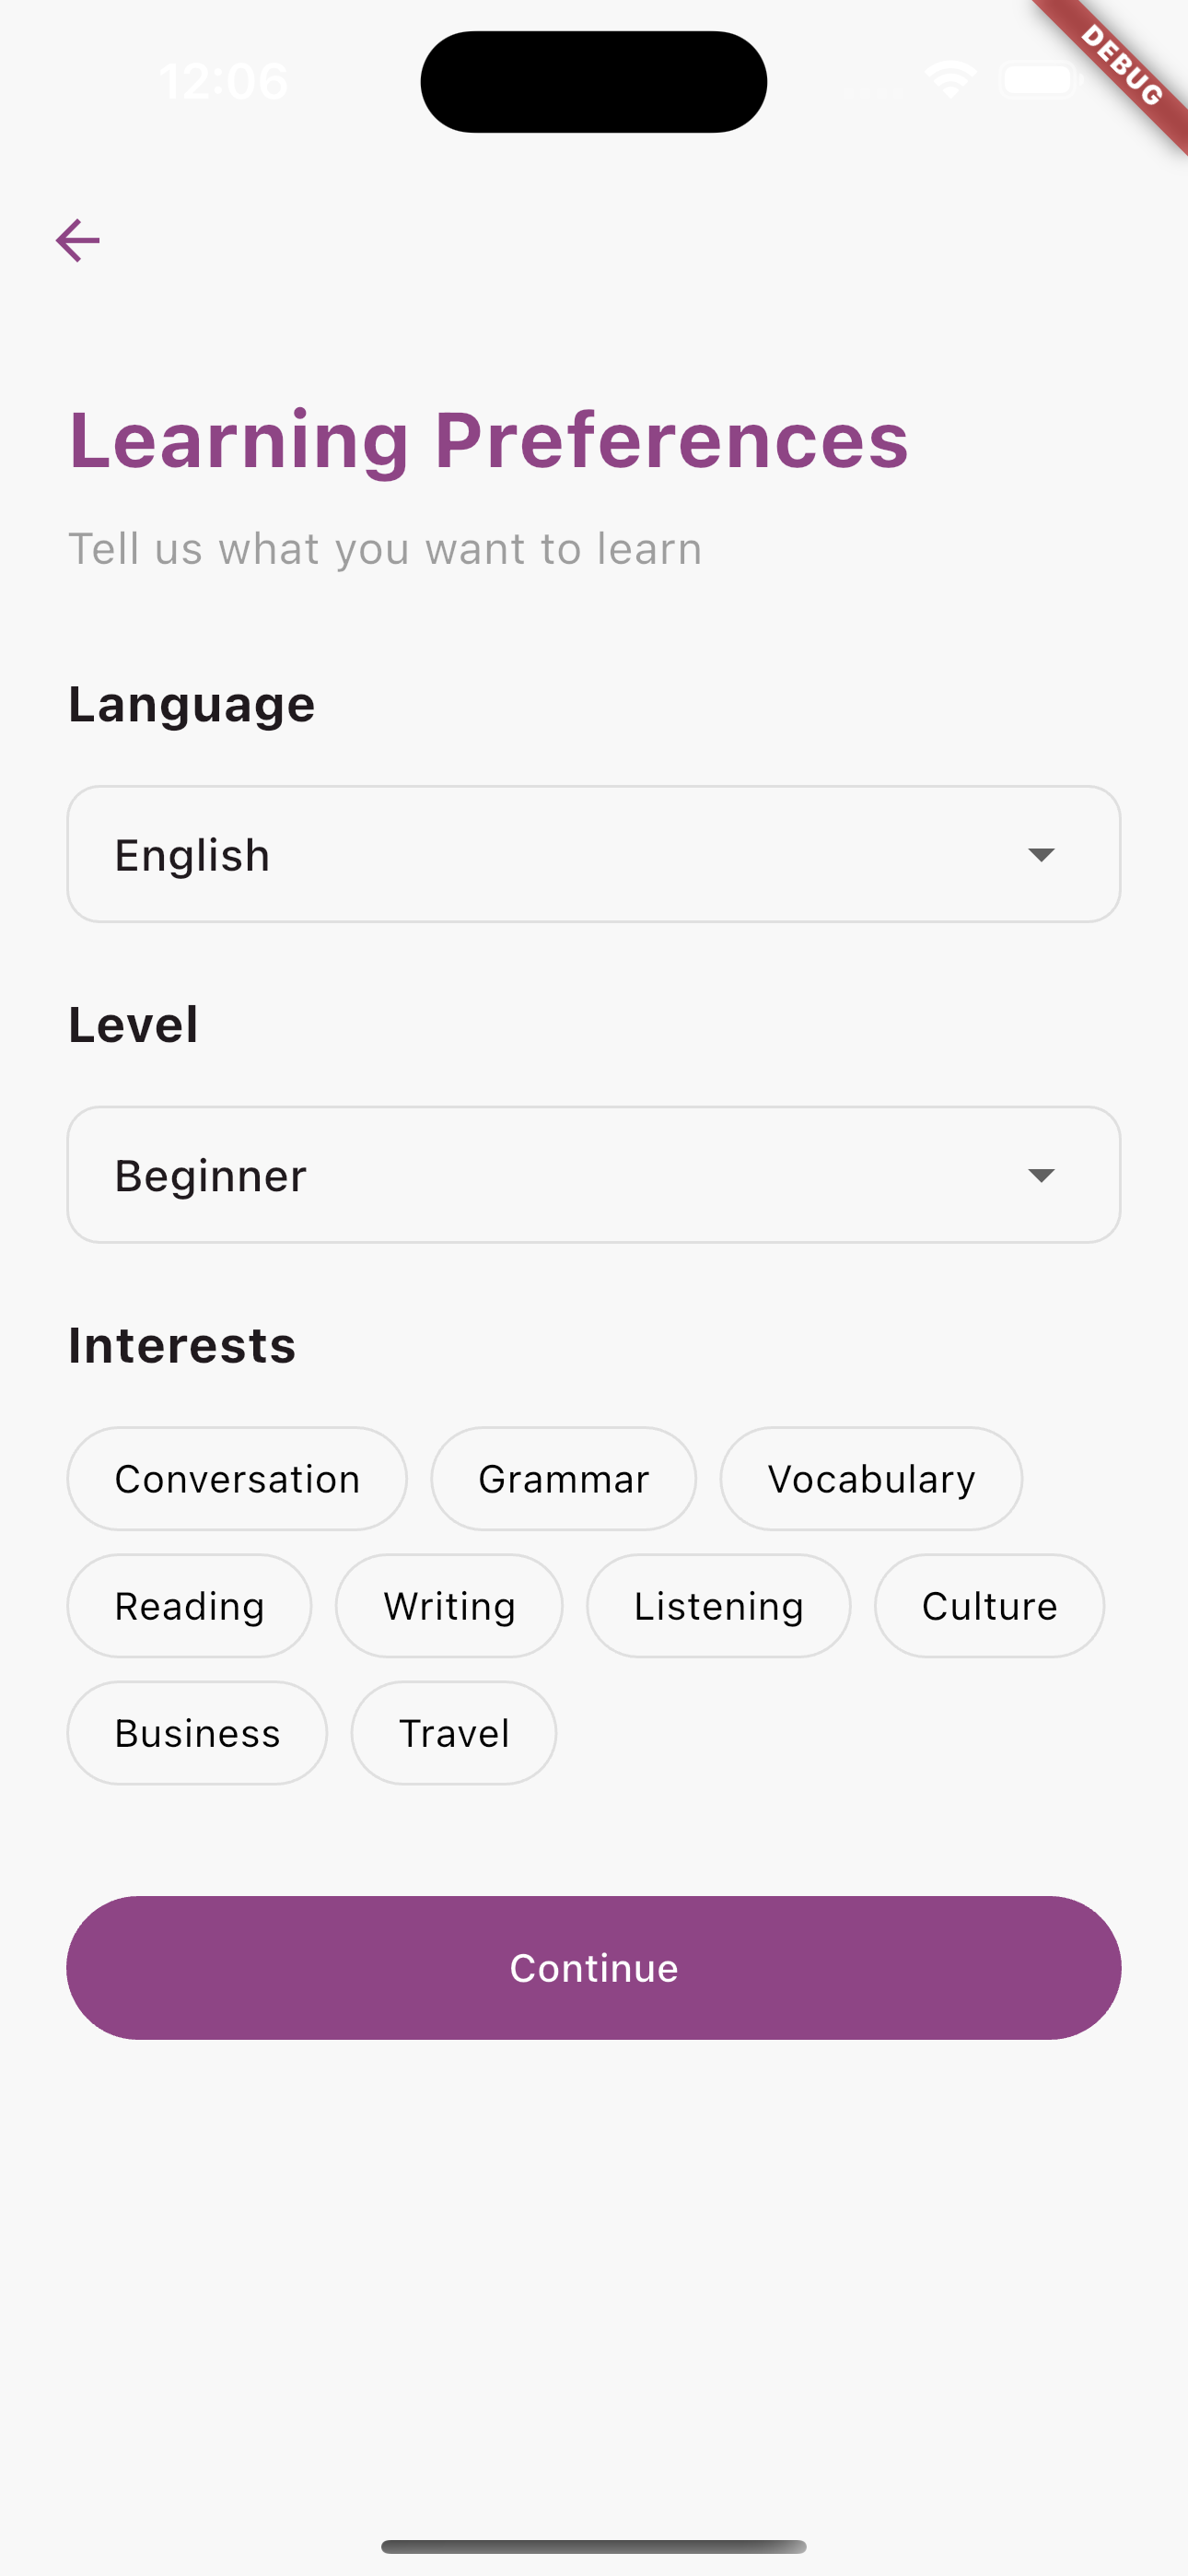 12:06
DEBUG
Learning Preferences
Tell us what you want to learn
Language
English
Level
Beginner
Interests
Conversation Grammar Vocabulary
Reading Writing Listening Culture
Business Travel
Continue